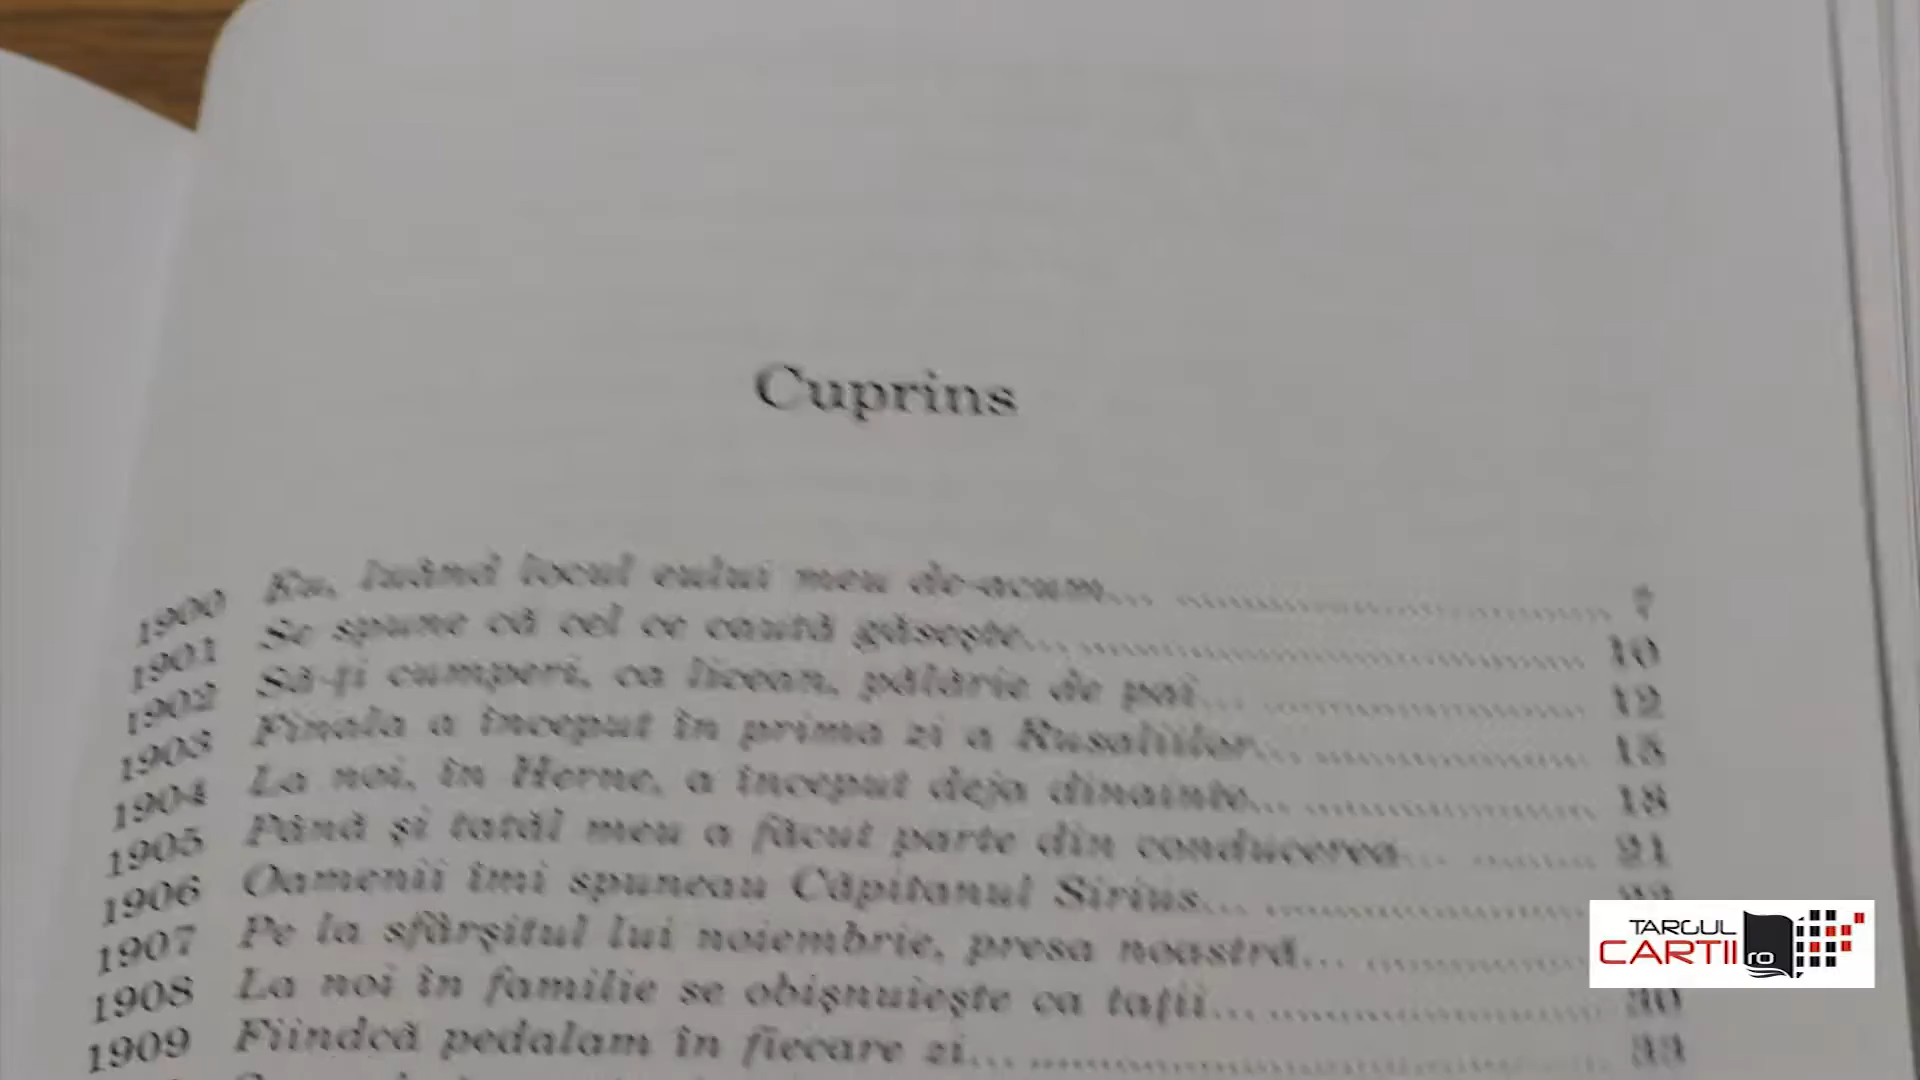 Cuprins
1900 Eu, luând locul eului meu de-acum... 7
1901 Se spune că cel ce caută găsește... 10
1902 Să-ți cumperi, ca licean, pălărie de pai... 12
1903 Finala a început în prima zi a Rusaliilor... 15
1904 La noi, în Herne, a început deja dinainte... 18
1905 Până și tatăl meu a făcut parte din conducerea... 21
1906 Oamenii îmi spuneau Căpitanul Sirius...
1907 Pe la sfârșitul lui noiembrie, presa noastră...
1908 La noi în familie se obișnuiește ca tații... 30
1909 Fiindcă pedalam în fiecare zi... 33
TARGUL
CARTII.ro